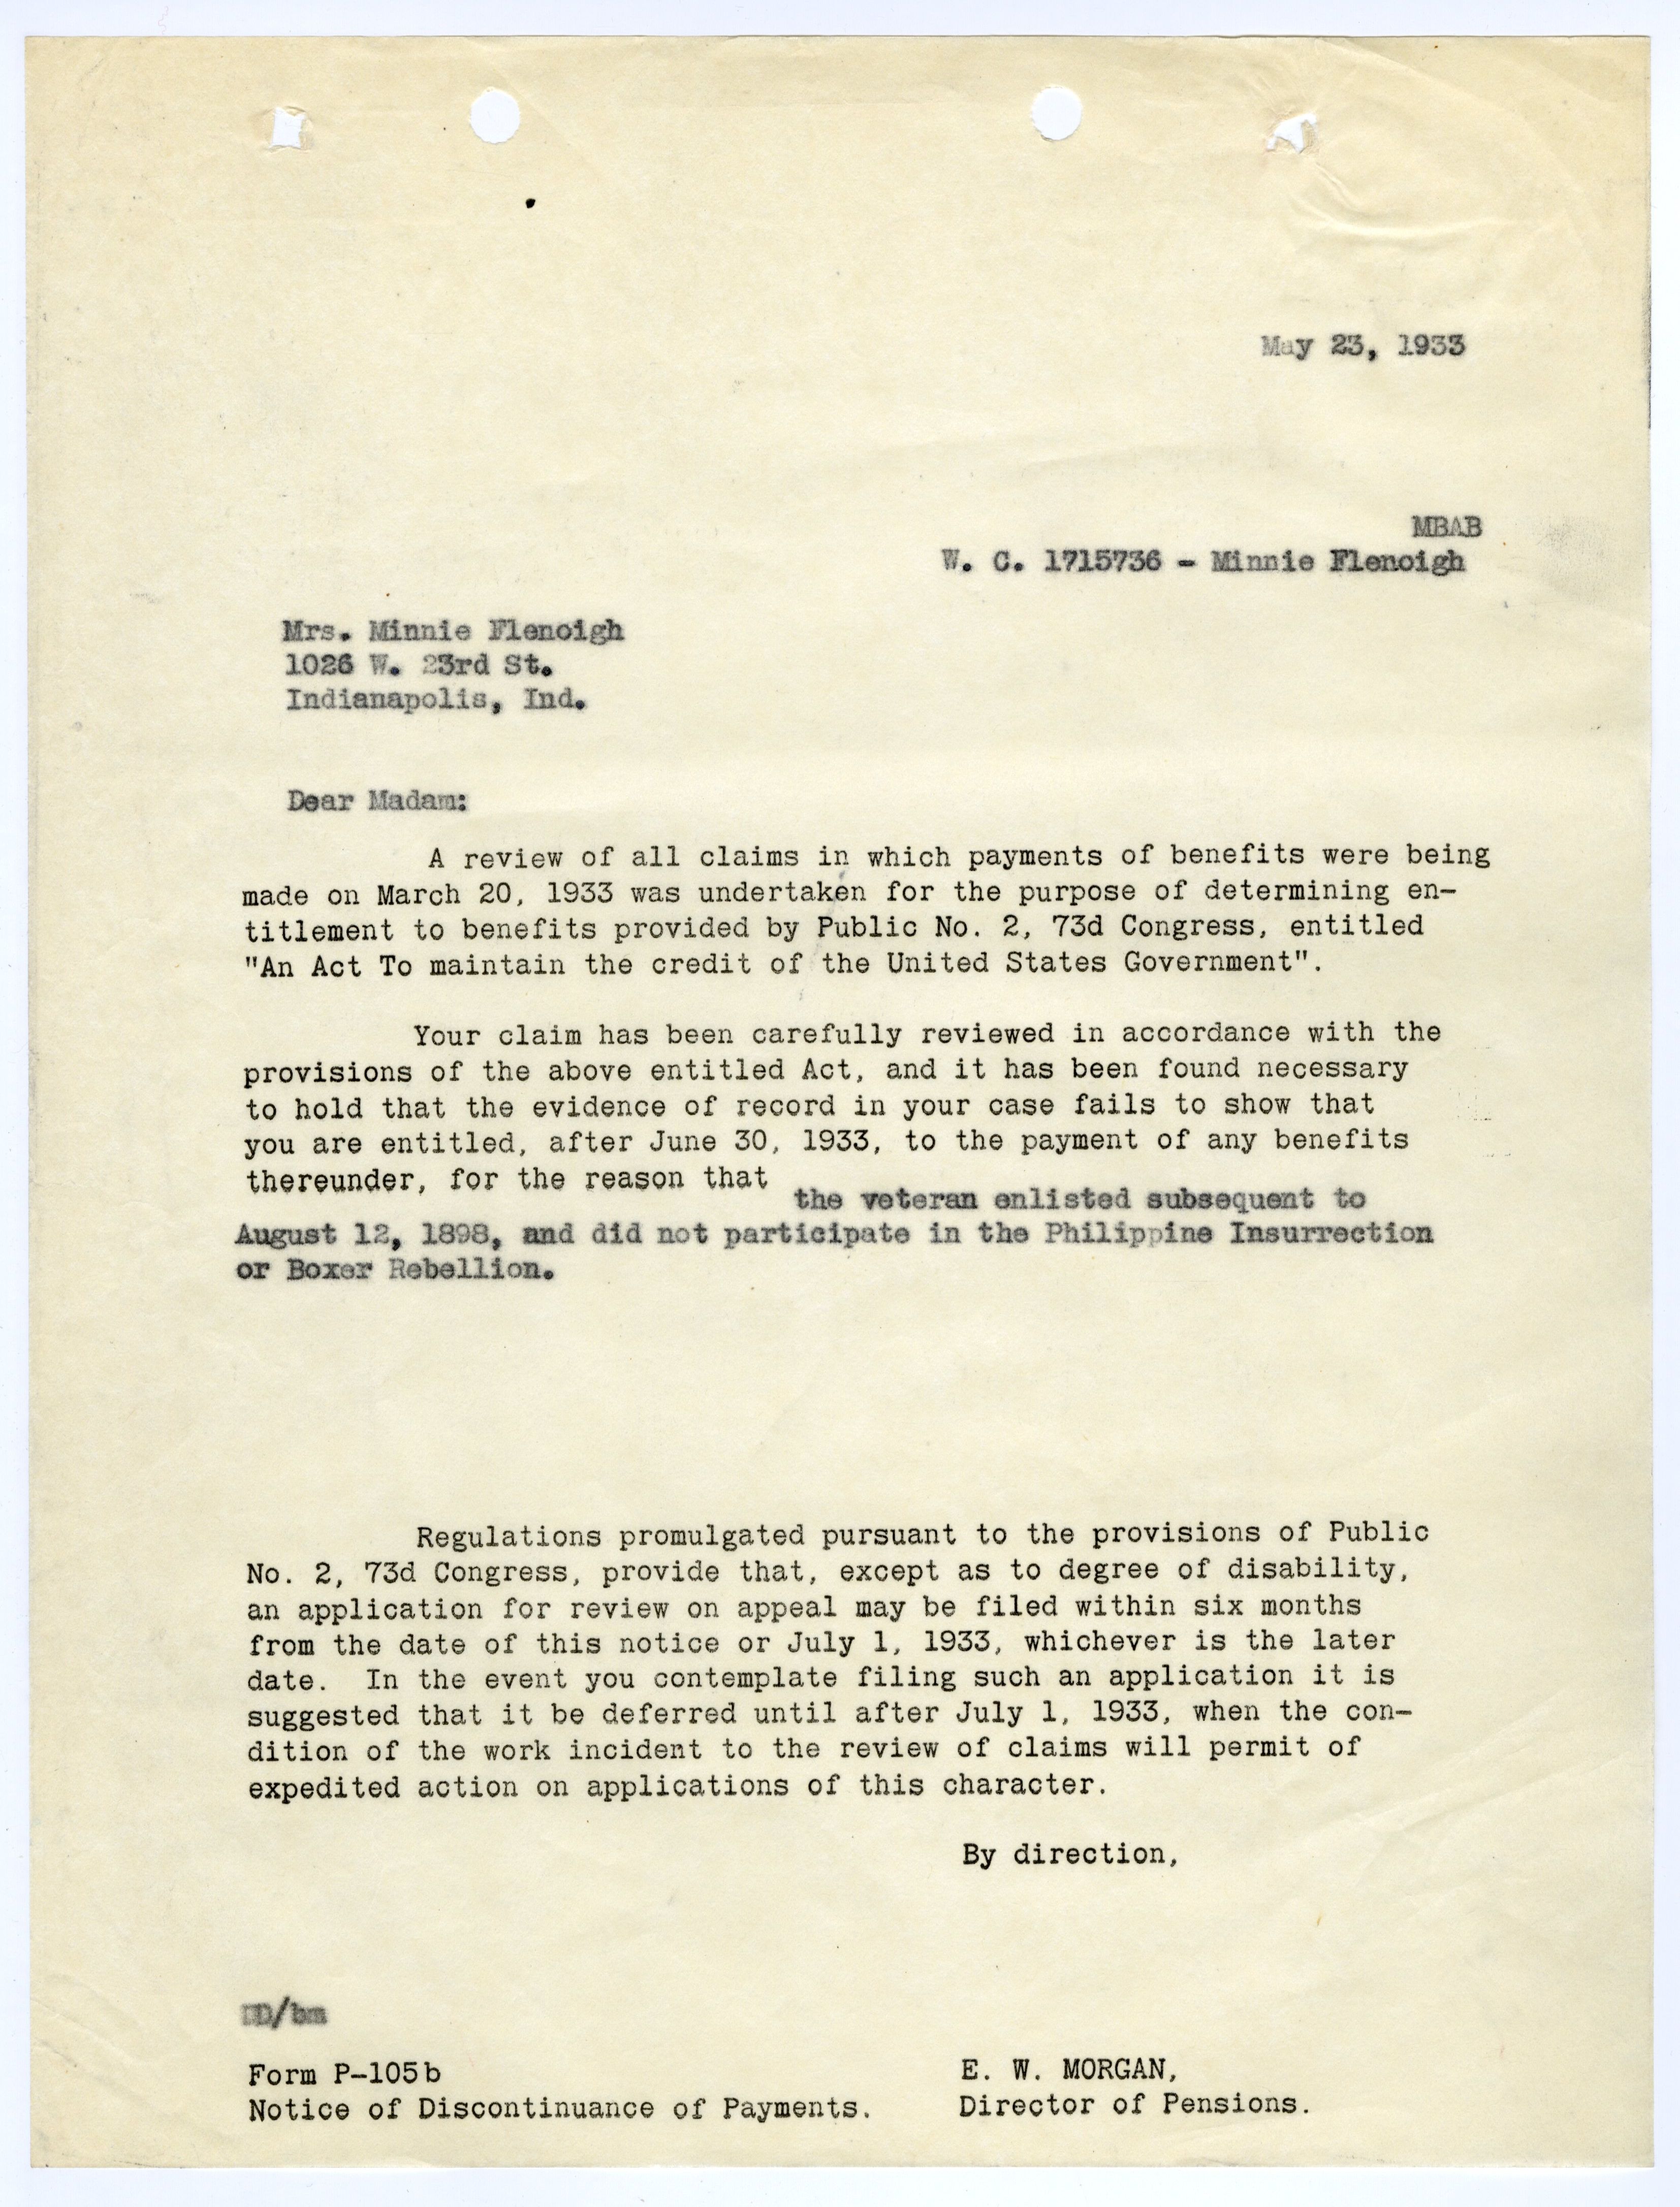 May 23, 1933
MBAB
W. C. 1715736 - Minnie Flenoigh
Mrs. Minnie Flenoigh
1026 W. 23rd St.
Indianapolis, Ind.
Dear Madam:
A review of all claims in which payments of benefits were being
made on March 20, 1933 was undertaken for the purpose of determining en-
titlement to benefits provided by Public No. 2, 73d Congress, entitled
"An Act To maintain the credit of the United States Government".
Your claim has been carefully reviewed in accordance with the
provisions of the above entitled Act, and it has been found necessary
to hold that the evidence of record in your case fails to show that
you are entitled, after June 30, 1933, to the payment of any benefits
thereunder, for the reason that
the veteran enlisted subsequent to
August 12, 1898, and did not participate in the Philippine Insurrection
or Boxer Rebellion.
Regulations promulgated pursuant to the provisions of Public
No. 2, 73d Congress, provide that, except as to degree of disability,
an application for review on appeal may be filed within six months
from the date of this notice or July 1, 1933, whichever is the later
date. In the event you contemplate filing such an application it is
suggested that it be deferred until after July 1, 1933, when the con-
dition of the work incident to the review of claims will permit of
expedited action on applications of this character.
By direction,
DD/bm
Form P-105b
Notice of Discontinuance of Payments.
E. W. MORGAN,
Director of Pensions.